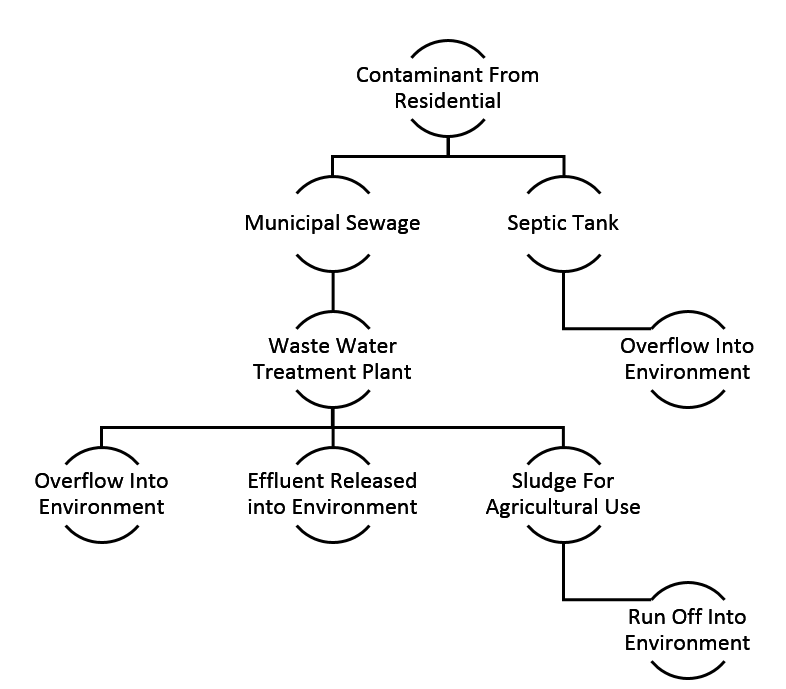 Contaminant From
Residential
Municipal Sewage
Septic Tank
Waste Water
Treatment Plant
Overflow Into
Environment
Overflow Into
Environment
Effluent Released
into Environment
Sludge For
Agricultural Use
Run Off Into
Environment